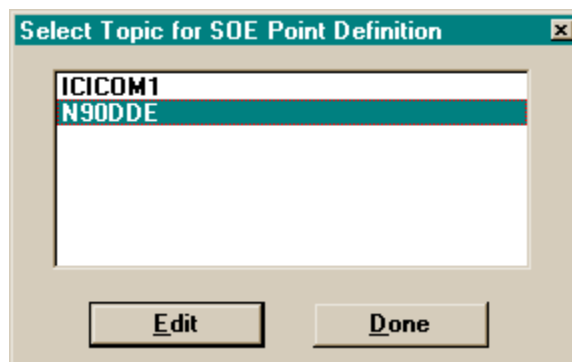 Select Topic for SOE Point Definition
ICICOM1
N90DDE
Edit
Done